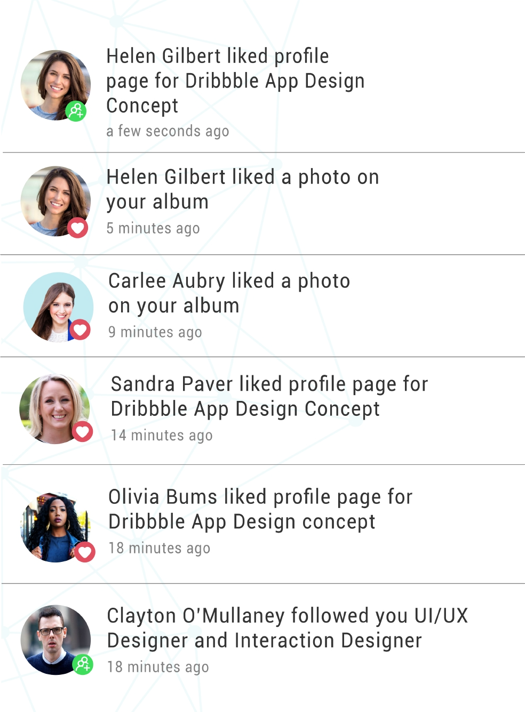 Helen Gilbert liked profile
page for Dribbble App Design
Concept
a few seconds ago
Helen Gilbert liked a photo on
your album
5 minutes ago
Carlee Aubry liked a photo
on your album
9 minutes ago
Sandra Paver liked profile page for
Dribbble App Design Concept
14 minutes ago
Olivia Bums liked profile page for
Dribbble App Design concept
18 minutes ago
Clayton O'Mullaney followed you UI/UX
Designer and Interaction Designer
18 minutes ago